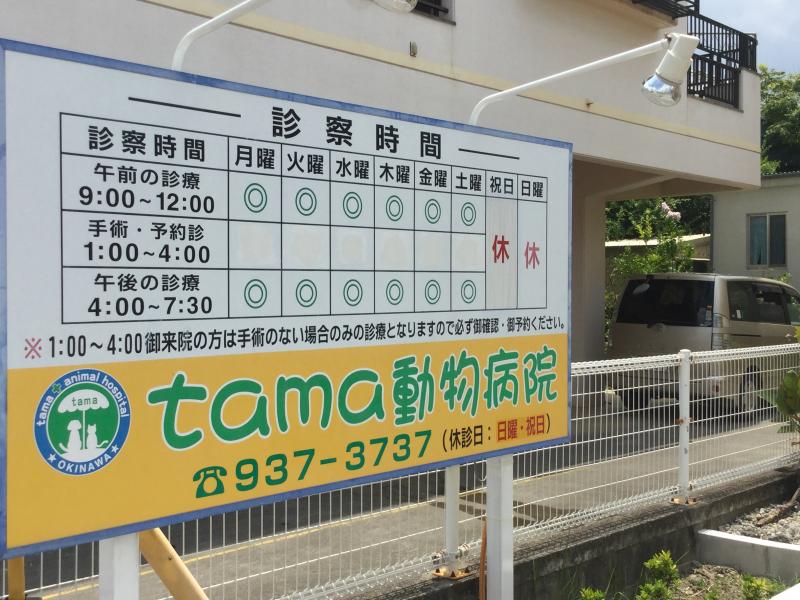 診察時間
診察時間 月曜 火曜 水曜 木曜 金曜 土曜 祝日 日曜
午前の診療 9:00～12:00 ◎ ◎ ◎ ◎ ◎ ◎ 休 休
手術・予約診 1:00～4:00
午後の診療 4:00～7:30 ◎ ◎ ◎ ◎ ◎ ◎
※1:00～4:00御来院の方は手術のない場合のみの診療となりますので必ず御確認・御予約ください。
tama animal hospital
tama
★OKINAWA★
tama動物病院
☎937-3737 (休診日:日曜・祝日)